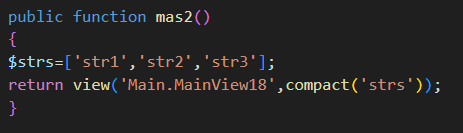 public function mas2()
{
$strs=['str1','str2','str3'];
return view('Main.MainView18',compact('strs'));
}